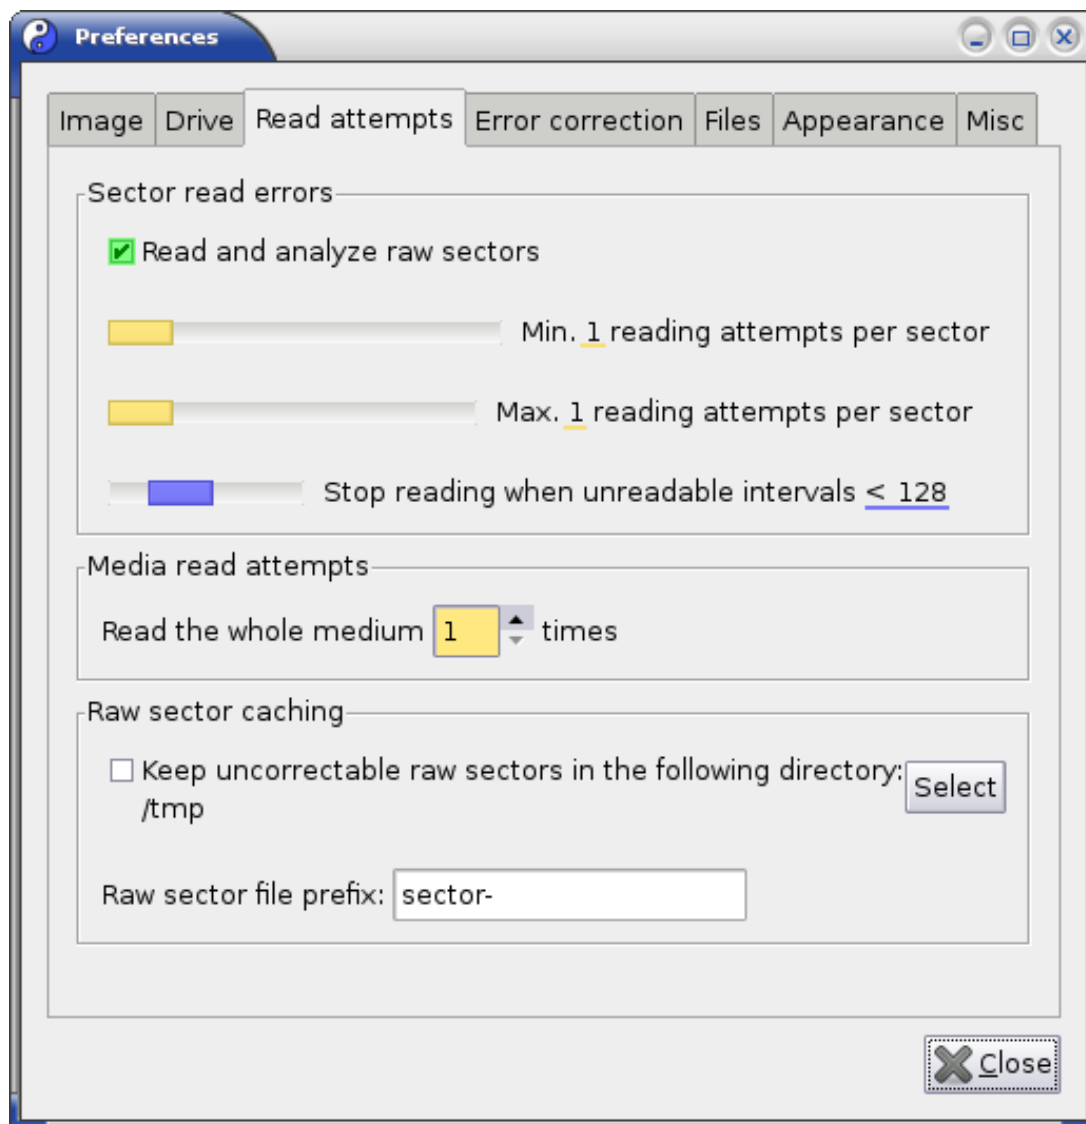 Preferences
Image Drive Read attempts Error correction Files Appearance Misc
Sector read errors
Read and analyze raw sectors
Min. 1 reading attempts per sector
Max. 1 reading attempts per sector
Stop reading when unreadable intervals < 128
Media read attempts
Read the whole medium 1 times
Raw sector caching
Keep uncorrectable raw sectors in the following directory: Select
/tmp
Raw sector file prefix: sector-
Close